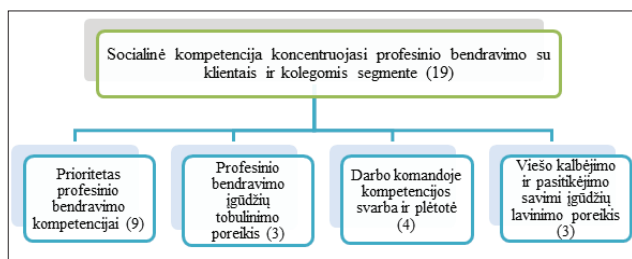 Socialinė kompetencija koncentruojasi profesinio bendravimo su
klientais ir kolegomis segmente (19)
Prioritetas
profesinio
bendravimo
kompetencijai (9)
Profesinio
bendravimo
įgūdžių
tobulinimo
poreikis (3)
Darbo komandoje
kompetencijos
svarba ir plėtotė
(4)
Viešo kalbėjimo
ir pasitikėjimo
savimi įgūdžių
lavinimo poreikis
(3)